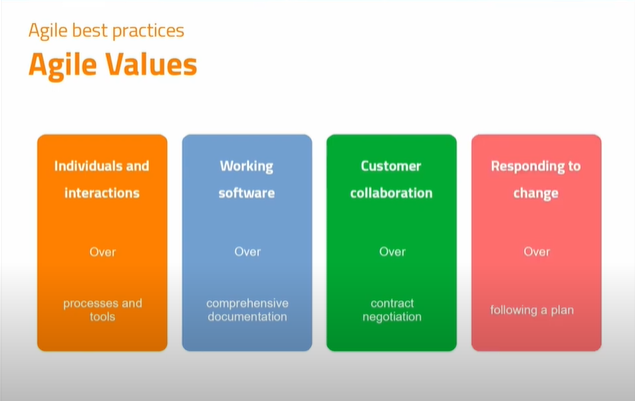 Agile best practices
Agile Values
Individuals and
interactions
Over
processes and
tools
Working
software
Over
comprehensive
documentation
Customer
collaboration
Over
contract
negotiation
Responding to
change
Over
following a plan